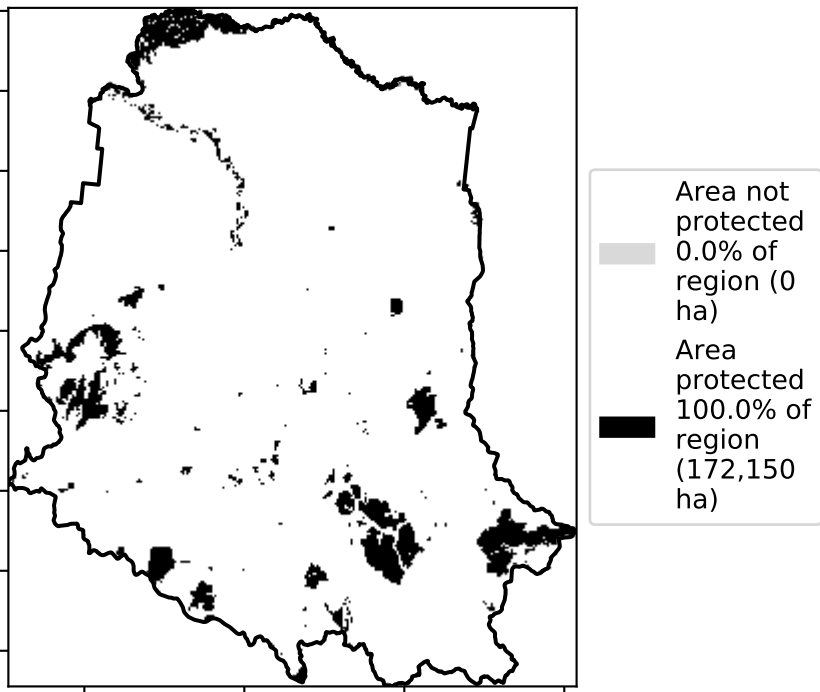 Area not
protected
0.0% of
region (0
ha)
Area
protected
100.0% of
region
(172,150
ha)